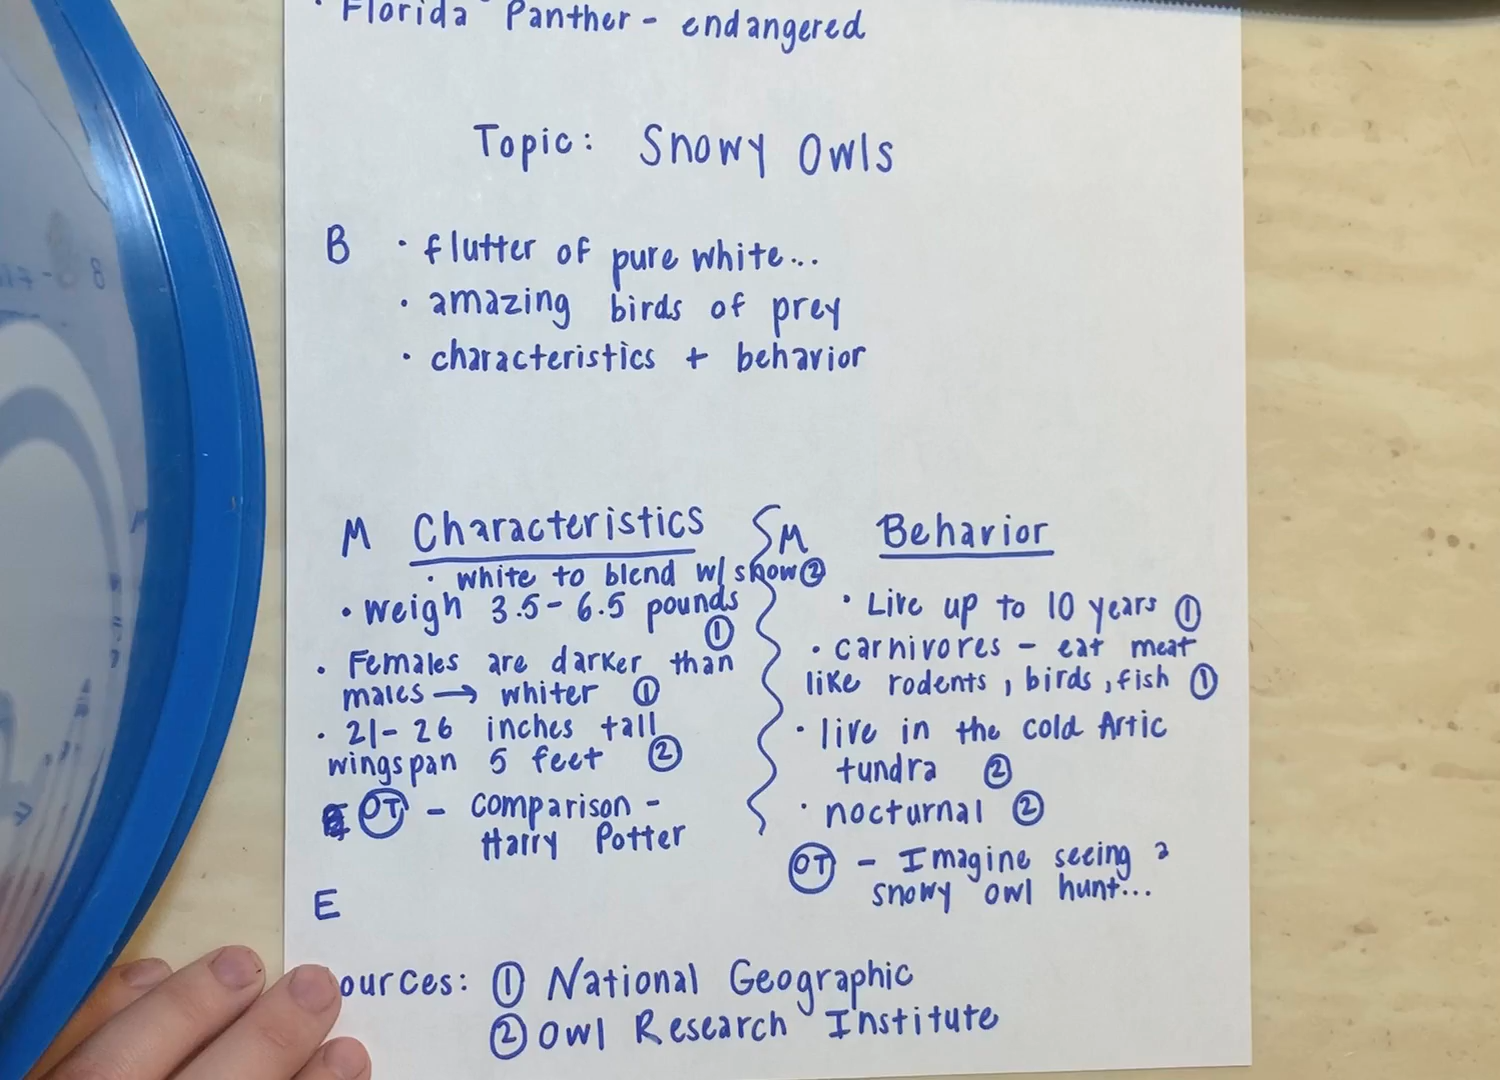 · Florida Panther - endangered
Topic: Snowy Owls
B · flutter of pure white...
· amazing birds of prey
· characteristics + behavior
M Characteristics
· white to blend w/ snow ②
· weigh 3.5-6.5 pounds
①
· Females are darker than
males → whiter ①
· 21-26 inches tall
wingspan 5 feet ②
OT - comparison -
Harry Potter
M Behavior
· Live up to 10 years ①
· carnivores - eat meat
like rodents, birds, fish ①
· live in the cold Artic
tundra ②
· nocturnal ②
OT - Imagine seeing a
snowy owl hunt...
E
ources: ① National Geographic
② Owl Research Institute